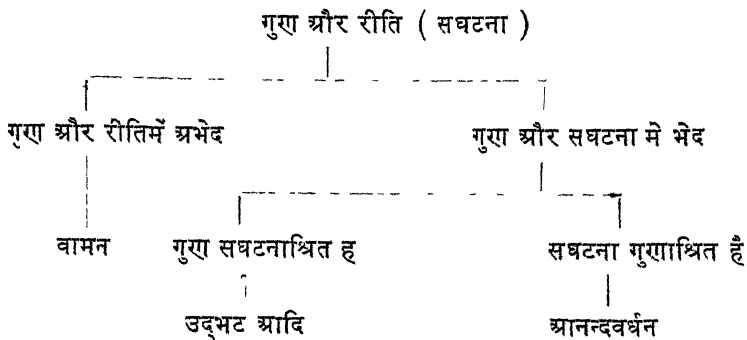 गुण और रीति ( सघटना )
गुण और रीतिमें अभेद गुण और सघटना मे भेद
वामन गुण सघटनाश्रित ह सघटना गुणाश्रित हैं
उद्‌भट आदि आनन्दवर्धन